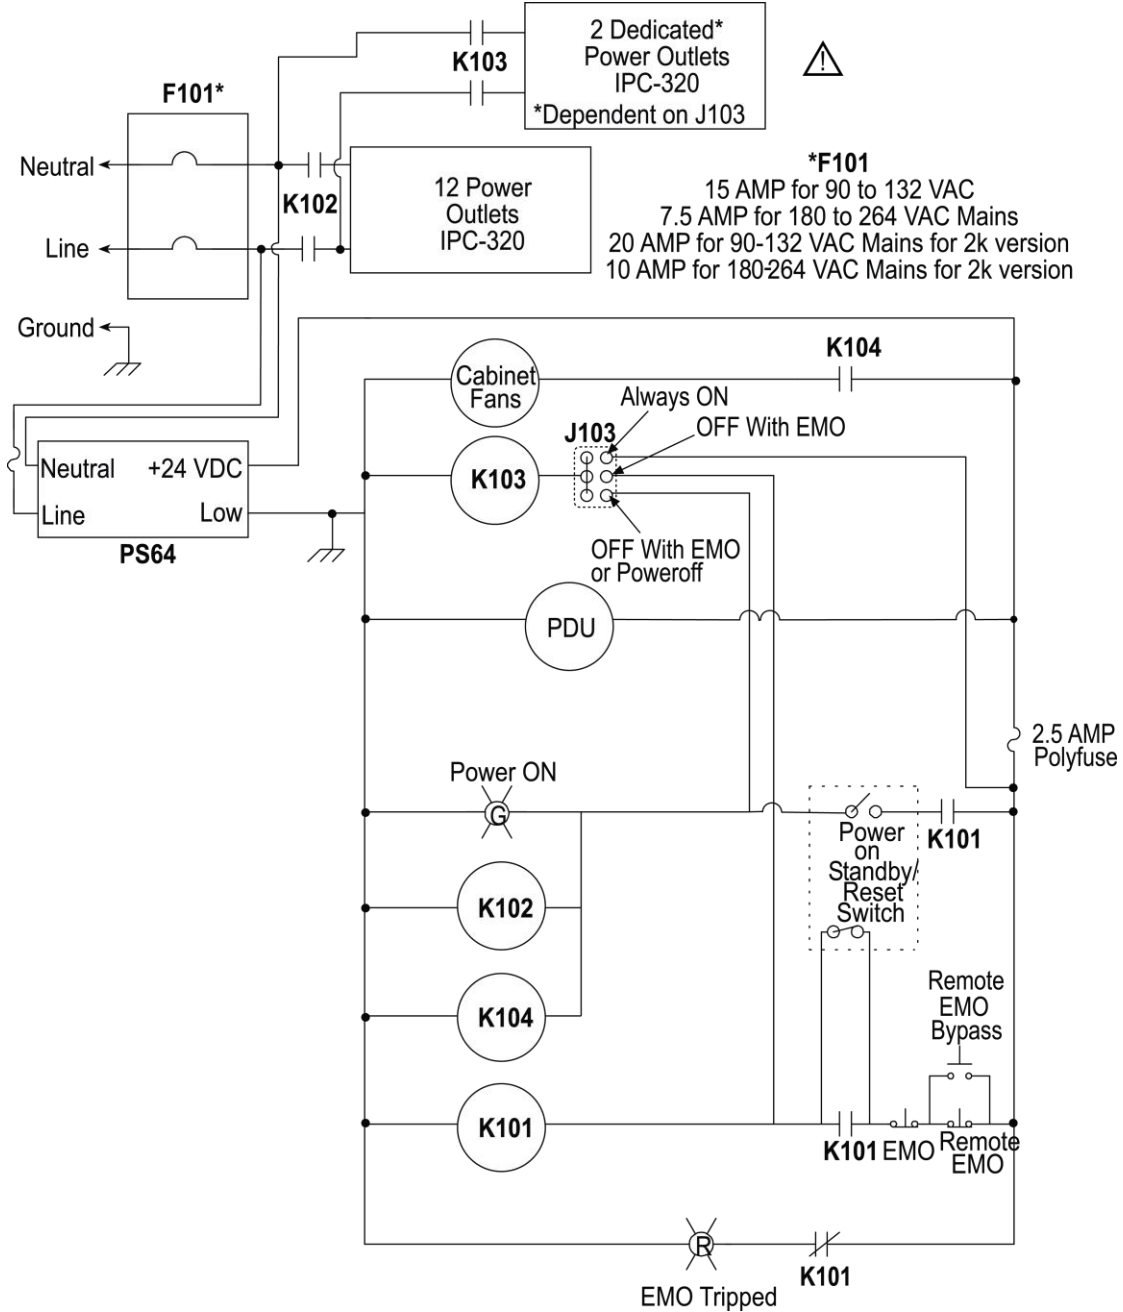 2 Dedicated*
Power Outlets
IPC-320
*Dependent on J103
K103
F101*
Neutral
K102
12 Power
Outlets
IPC-320
Line
*F101
15 AMP for 90 to 132 VAC
7.5 AMP for 180 to 264 VAC Mains
20 AMP for 90-132 VAC Mains for 2k version
10 AMP for 180-264 VAC Mains for 2k version
Ground
K104
Cabinet
Fans
Always ON
J103
OFF With EMO
K103
Neutral +24 VDC
Line Low
PS64
OFF With EMO
or Poweroff
PDU
2.5 AMP
Polyfuse
Power ON
G
Power
on
Standby/
Reset
Switch
K101
K102
Remote
EMO
Bypass
K104
K101
K101 EMO Remote
EMO
R
K101
EMO Tripped